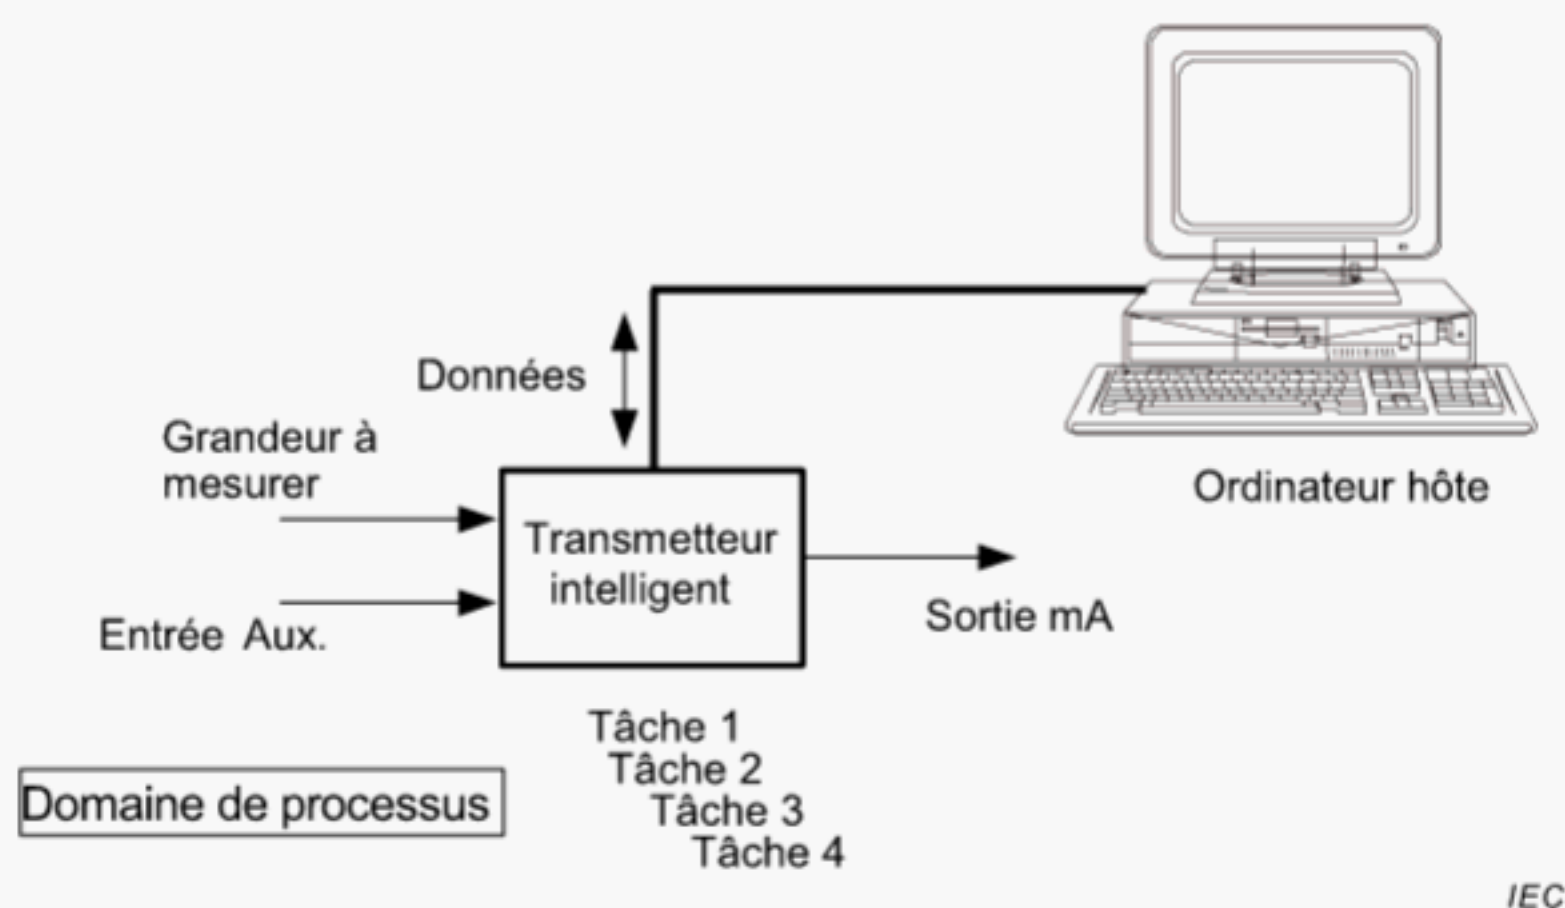 Données
Grandeur à
mesurer
Ordinateur hôte
Transmetteur
intelligent
Entrée Aux.
Sortie mA
Tâche 1
Tâche 2
Tâche 3
Tâche 4
Domaine de processus
IEC